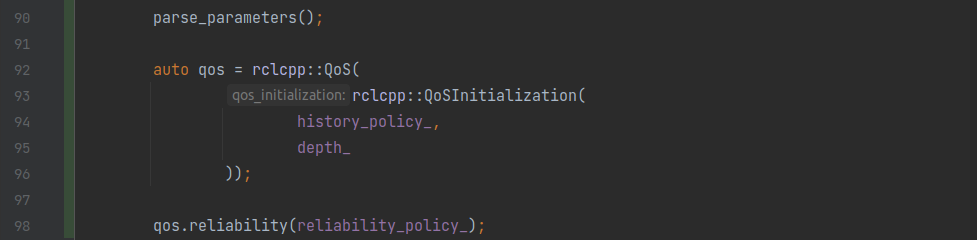 90 parse_parameters();
91
92 auto qos = rclcpp::QoS(
93 qos_initialization: rclcpp::QoSInitialization(
94 history_policy_,
95 depth_
96 ));
97
98 qos.reliability(reliability_policy_);